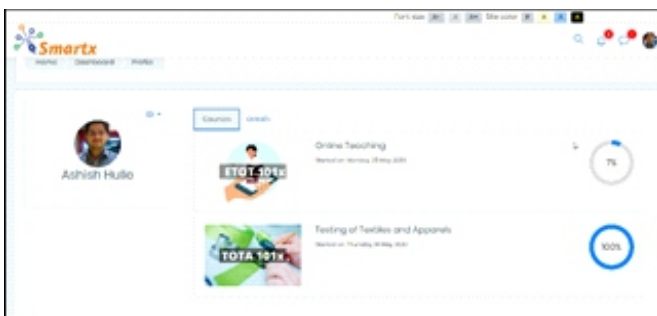 Font size A- A A+ Site color R A A A
Smartx
Home Dashboard Profile
Courses Details
Ashish Hulle
Online Teaching
ETOT 101x
7%
Testing of Textiles and Apparels
TOTA 101x
100%